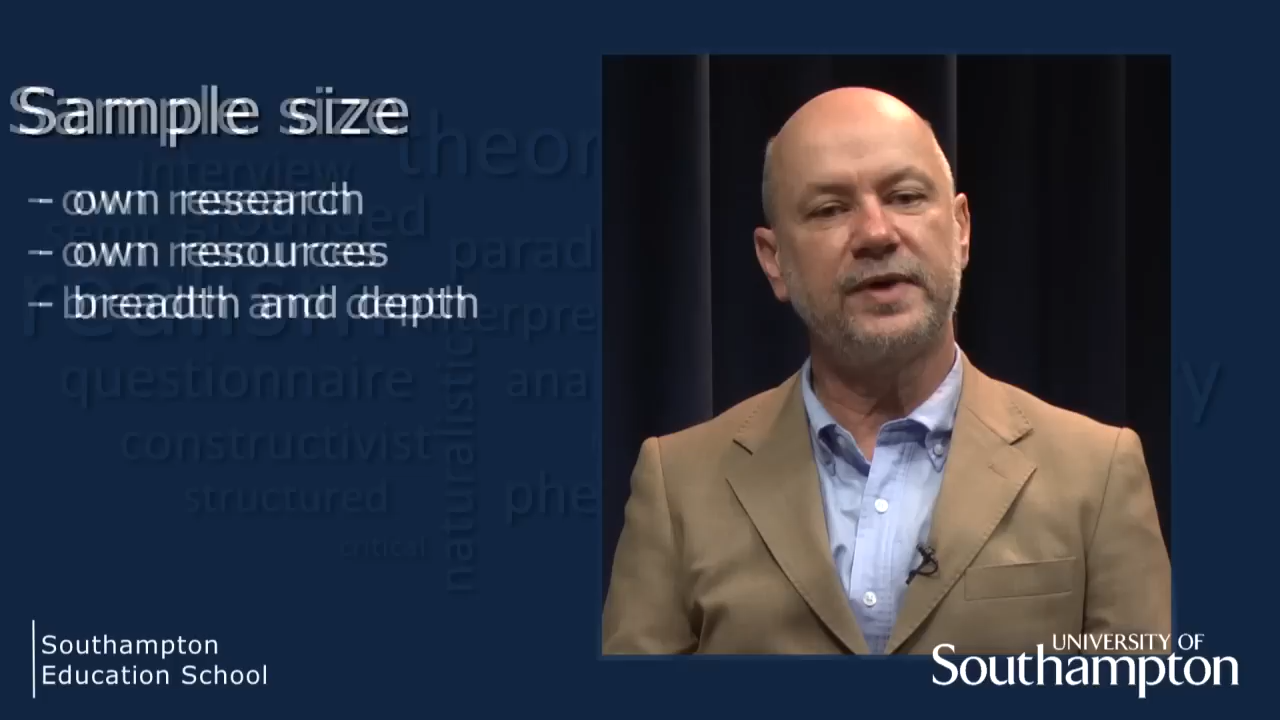 Sample size
- own research
- own resources
- breadth and depth
theor
interview
grounded
semi
parad
realism
erpre
questionnaire
ana
y
constructivist
naturalistic
structured
phe
critical
Southampton
Education School
UNIVERSITY OF
Southampton